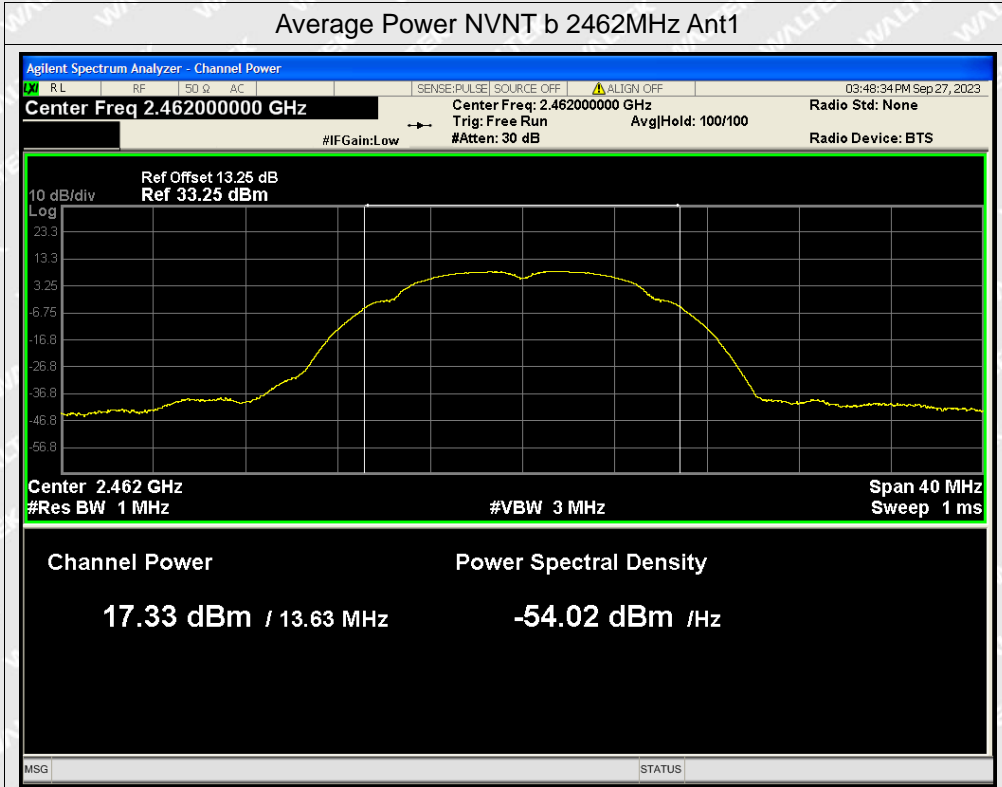 Average Power NVNT b 2462MHz Ant1
Agilent Spectrum Analyzer - Channel Power
LXI RL RF 50 Ω AC SENSE:PULSE SOURCE OFF ALIGN OFF 03:48:34 PM Sep 27, 2023
Center Freq 2.462000000 GHz Center Freq: 2.462000000 GHz Radio Std: None
Trig: Free Run Avg|Hold: 100/100
#IFGain:Low #Atten: 30 dB Radio Device: BTS
Ref Offset 13.25 dB
10 dB/div Ref 33.25 dBm
Log
23.3
13.3
3.25
-6.75
-16.8
-26.8
-36.8
-46.8
-56.8
Center 2.462 GHz Span 40 MHz
#Res BW 1 MHz #VBW 3 MHz Sweep 1 ms
Channel Power Power Spectral Density
17.33 dBm / 13.63 MHz -54.02 dBm /Hz
MSG STATUS
WALTEK